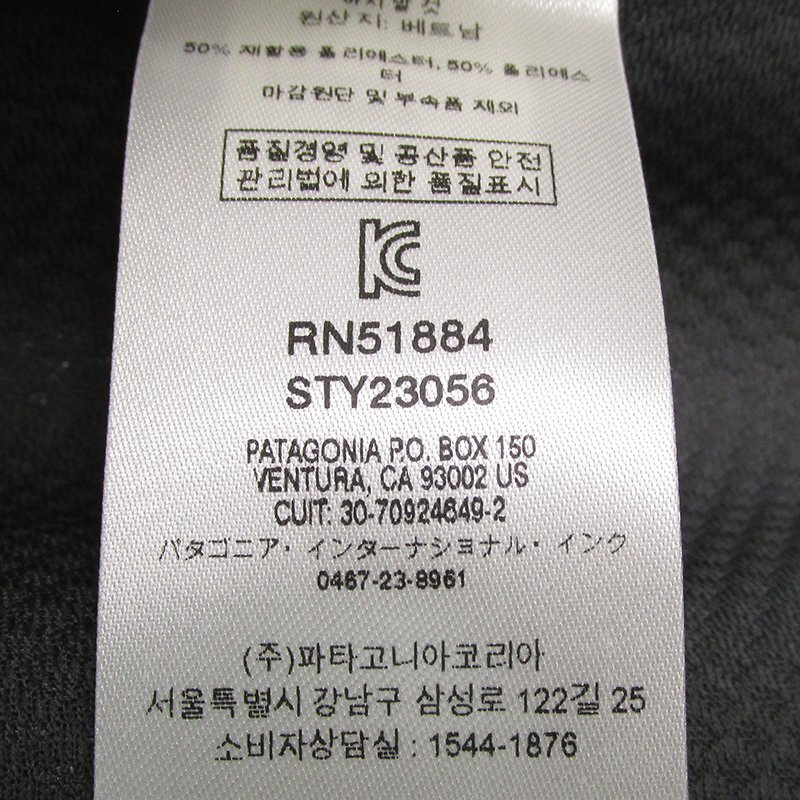 하지말 것
원산지: 베트남
50% 재활용 폴리에스터, 50% 폴리에스
터
마감원단 및 부속품 제외
품질경영 및 공산품 안전
관리법에 의한 품질표시
KC
RN51884
STY23056
PATAGONIA P.O. BOX 150
VENTURA, CA 93002 US
CUIT: 30-70924649-2
パタゴニア・インターナショナル・インク
0467-23-8961
(주)파타고니아코리아
서울특별시 강남구 삼성로 122길 25
소비자상담실 : 1544-1876